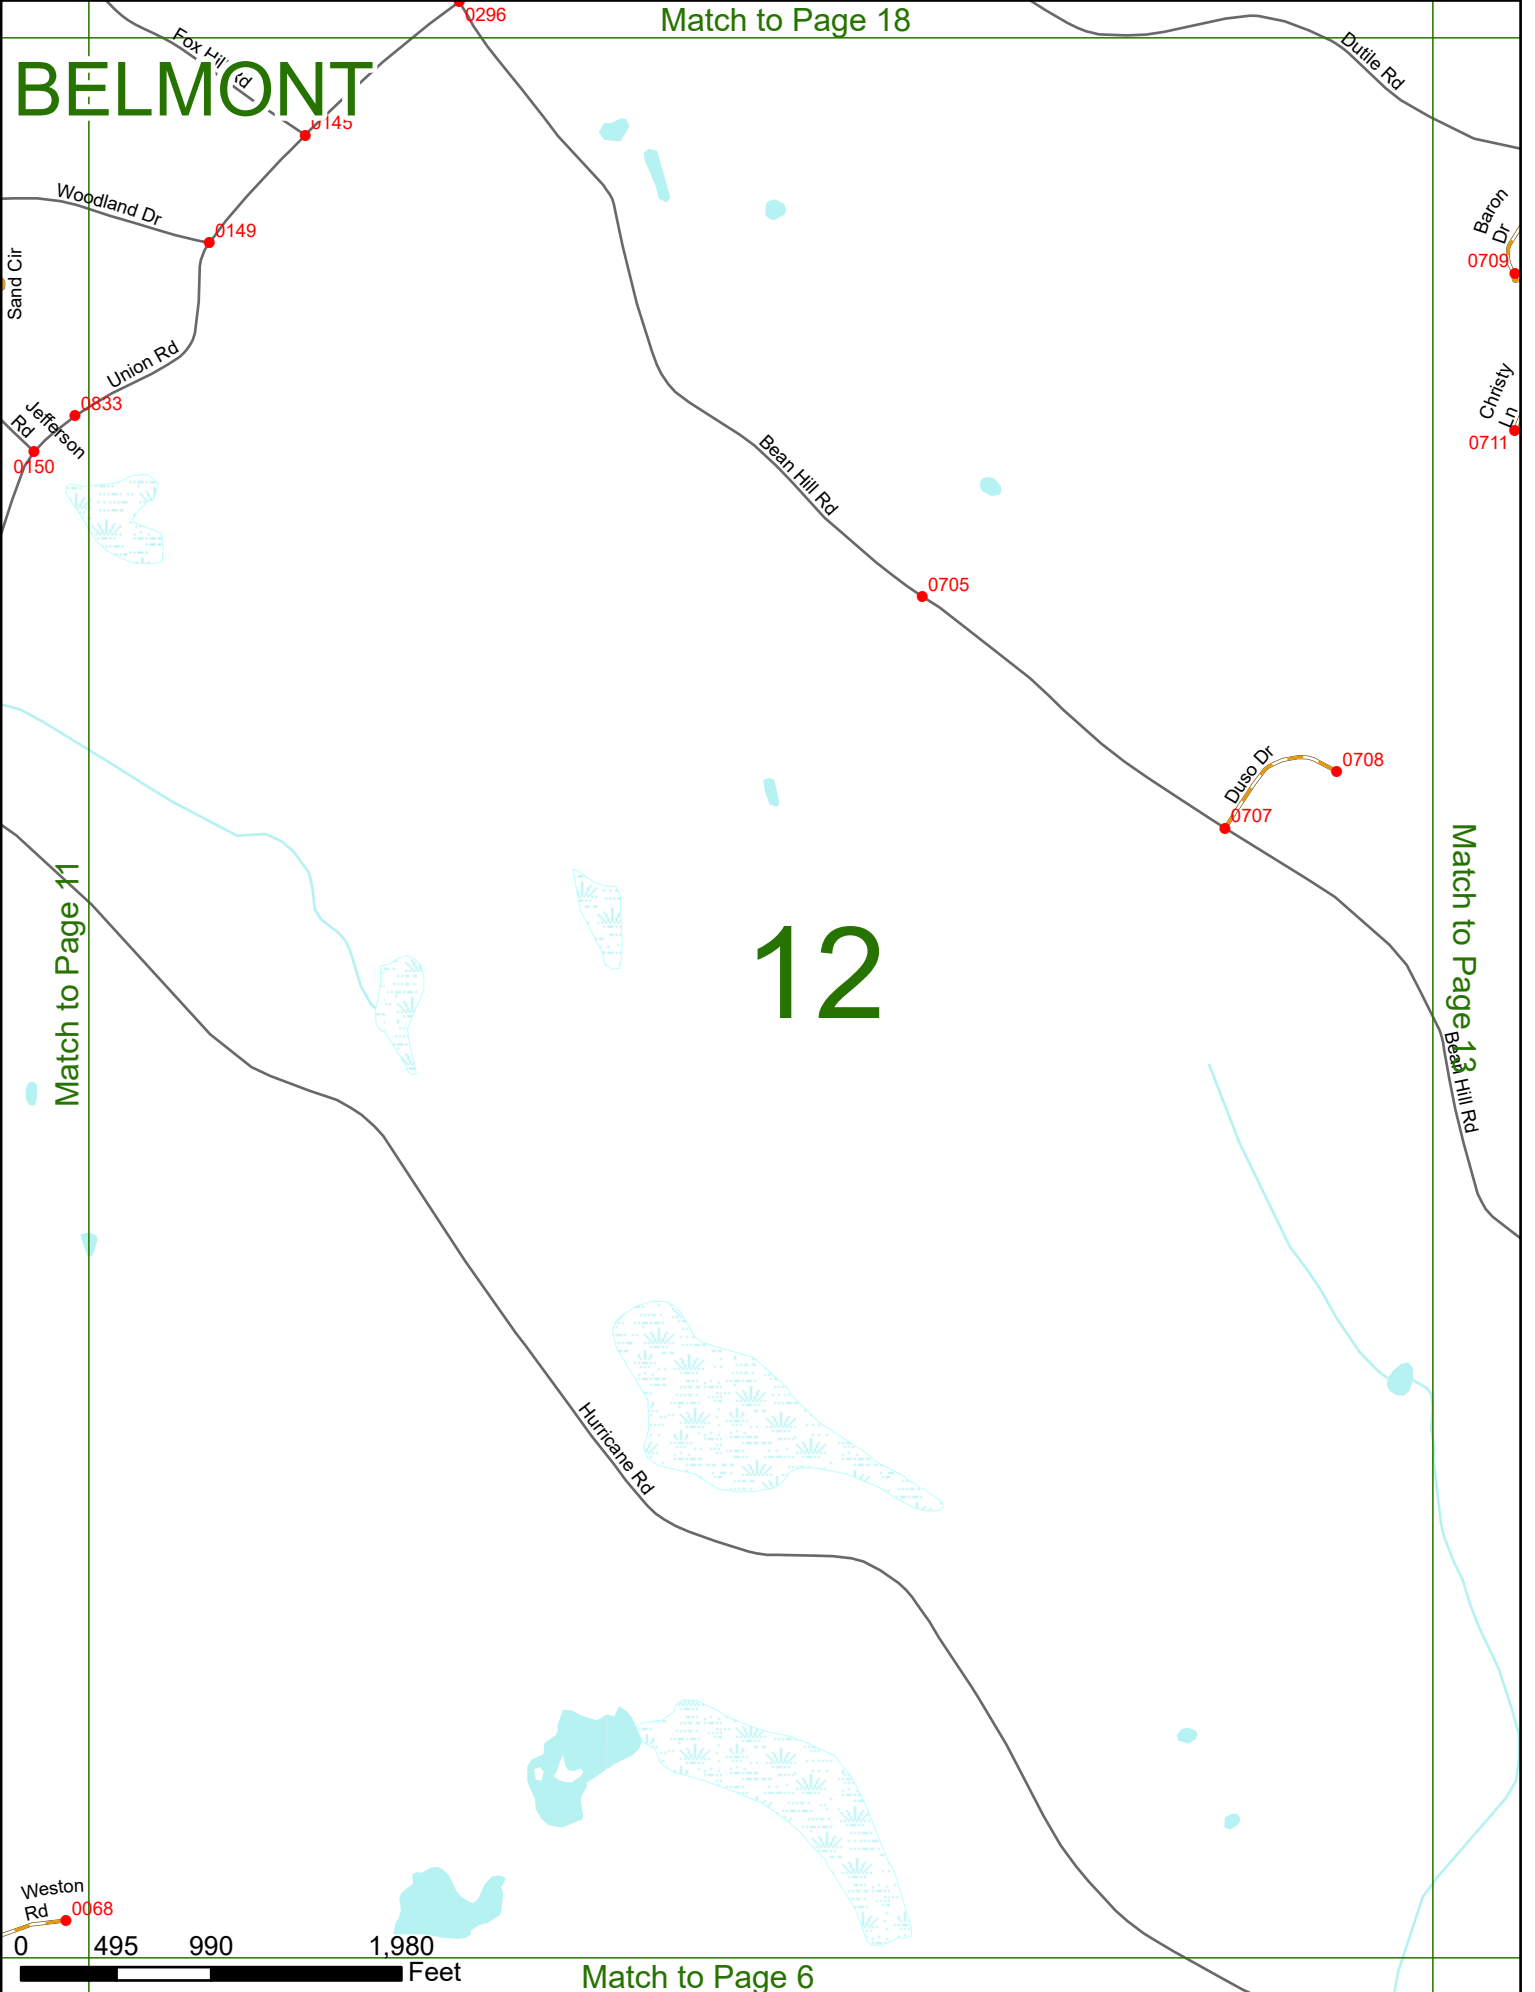 0296
Match to Page 18
Dutile Rd
Fox Hill Rd
BELMONT
0145
Woodland Dr
0149
Baron
Dr
0709
Sand Cir
Union Rd
0833
Jefferson
Rd
0150
Christy
Ln
0711
Bean Hill Rd
0705
Duso Dr
0708
0707
Match to Page 11
12
Match to Page 13
Bean Hill Rd
Hurricane Rd
Weston
Rd
0068
0 495 990 1,980
Feet
Match to Page 6